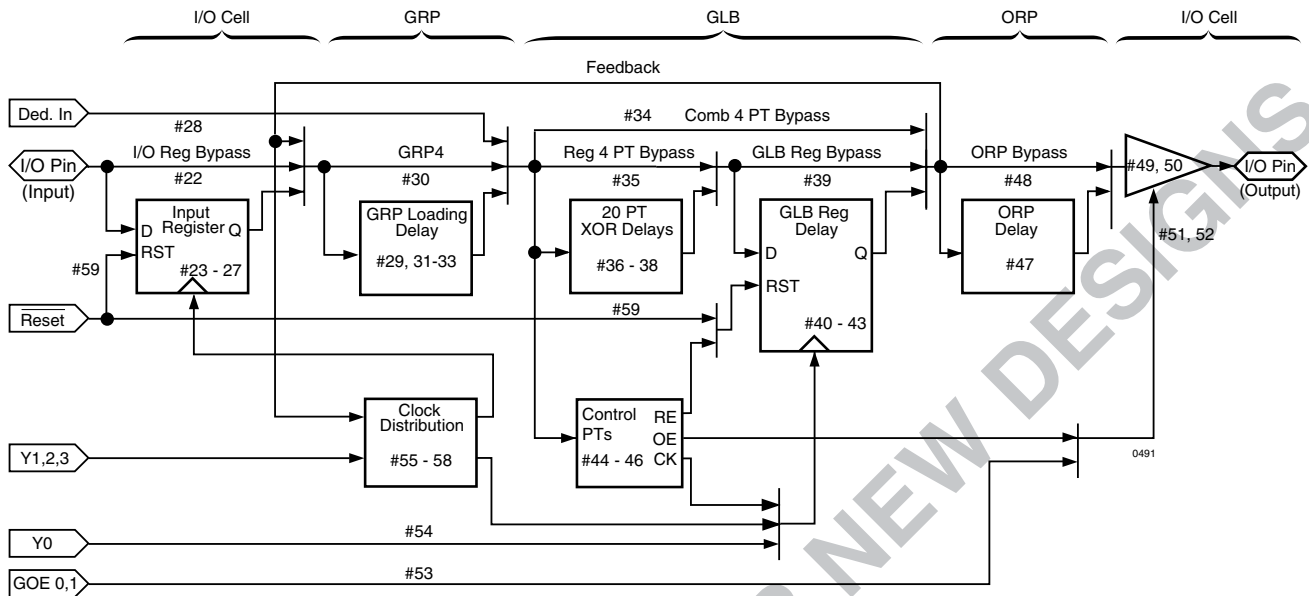 I/O Cell
GRP
GLB
ORP
I/O Cell
Feedback
Ded. In
#28
#34 Comb 4 PT Bypass
I/O Pin
(Input)
I/O Reg Bypass
#22
GRP4
#30
Reg 4 PT Bypass
#35
GLB Reg Bypass
#39
ORP Bypass
#48
#49, 50
I/O Pin
(Output)
#51, 52
Input
Register
D
Q
RST
#23 - 27
#59
GRP Loading
Delay
#29, 31-33
20 PT
XOR Delays
#36 - 38
GLB Reg
Delay
D
Q
RST
#40 - 43
ORP
Delay
#47
Reset
#59
Clock
Distribution
#55 - 58
Control
PTs
#44 - 46
RE
OE
CK
0491
Y1,2,3
Y0
#54
GOE 0,1
#53
NEW DESIGNS